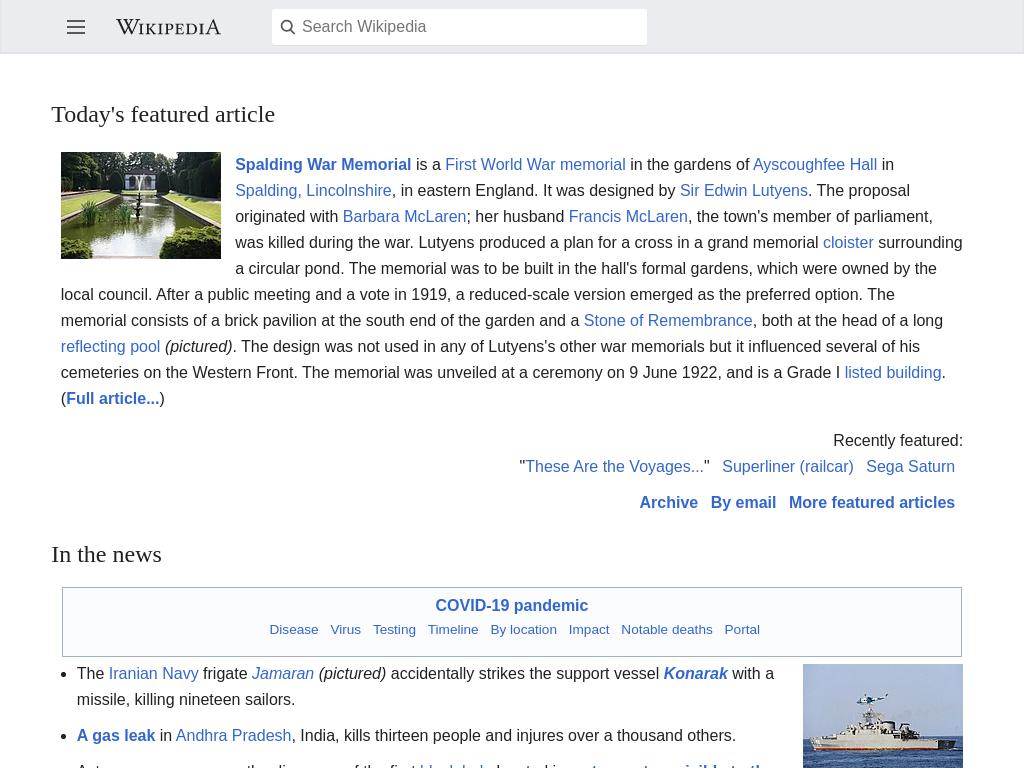 WIKIPEDIA
Search Wikipedia
Today's featured article
Spalding War Memorial is a First World War memorial in the gardens of Ayscoughfee Hall in
Spalding, Lincolnshire, in eastern England. It was designed by Sir Edwin Lutyens. The proposal
originated with Barbara McLaren; her husband Francis McLaren, the town's member of parliament,
was killed during the war. Lutyens produced a plan for a cross in a grand memorial cloister surrounding
a circular pond. The memorial was to be built in the hall's formal gardens, which were owned by the
local council. After a public meeting and a vote in 1919, a reduced-scale version emerged as the preferred option. The
memorial consists of a brick pavilion at the south end of the garden and a Stone of Remembrance, both at the head of a long
reflecting pool (pictured). The design was not used in any of Lutyens's other war memorials but it influenced several of his
cemeteries on the Western Front. The memorial was unveiled at a ceremony on 9 June 1922, and is a Grade I listed building.
(Full article...)
Recently featured:
"These Are the Voyages..." Superliner (railcar) Sega Saturn
Archive By email More featured articles
In the news
COVID-19 pandemic
Disease Virus Testing Timeline By location Impact Notable deaths Portal
The Iranian Navy frigate Jamaran (pictured) accidentally strikes the support vessel Konarak with a
missile, killing nineteen sailors.
A gas leak in Andhra Pradesh, India, kills thirteen people and injures over a thousand others.